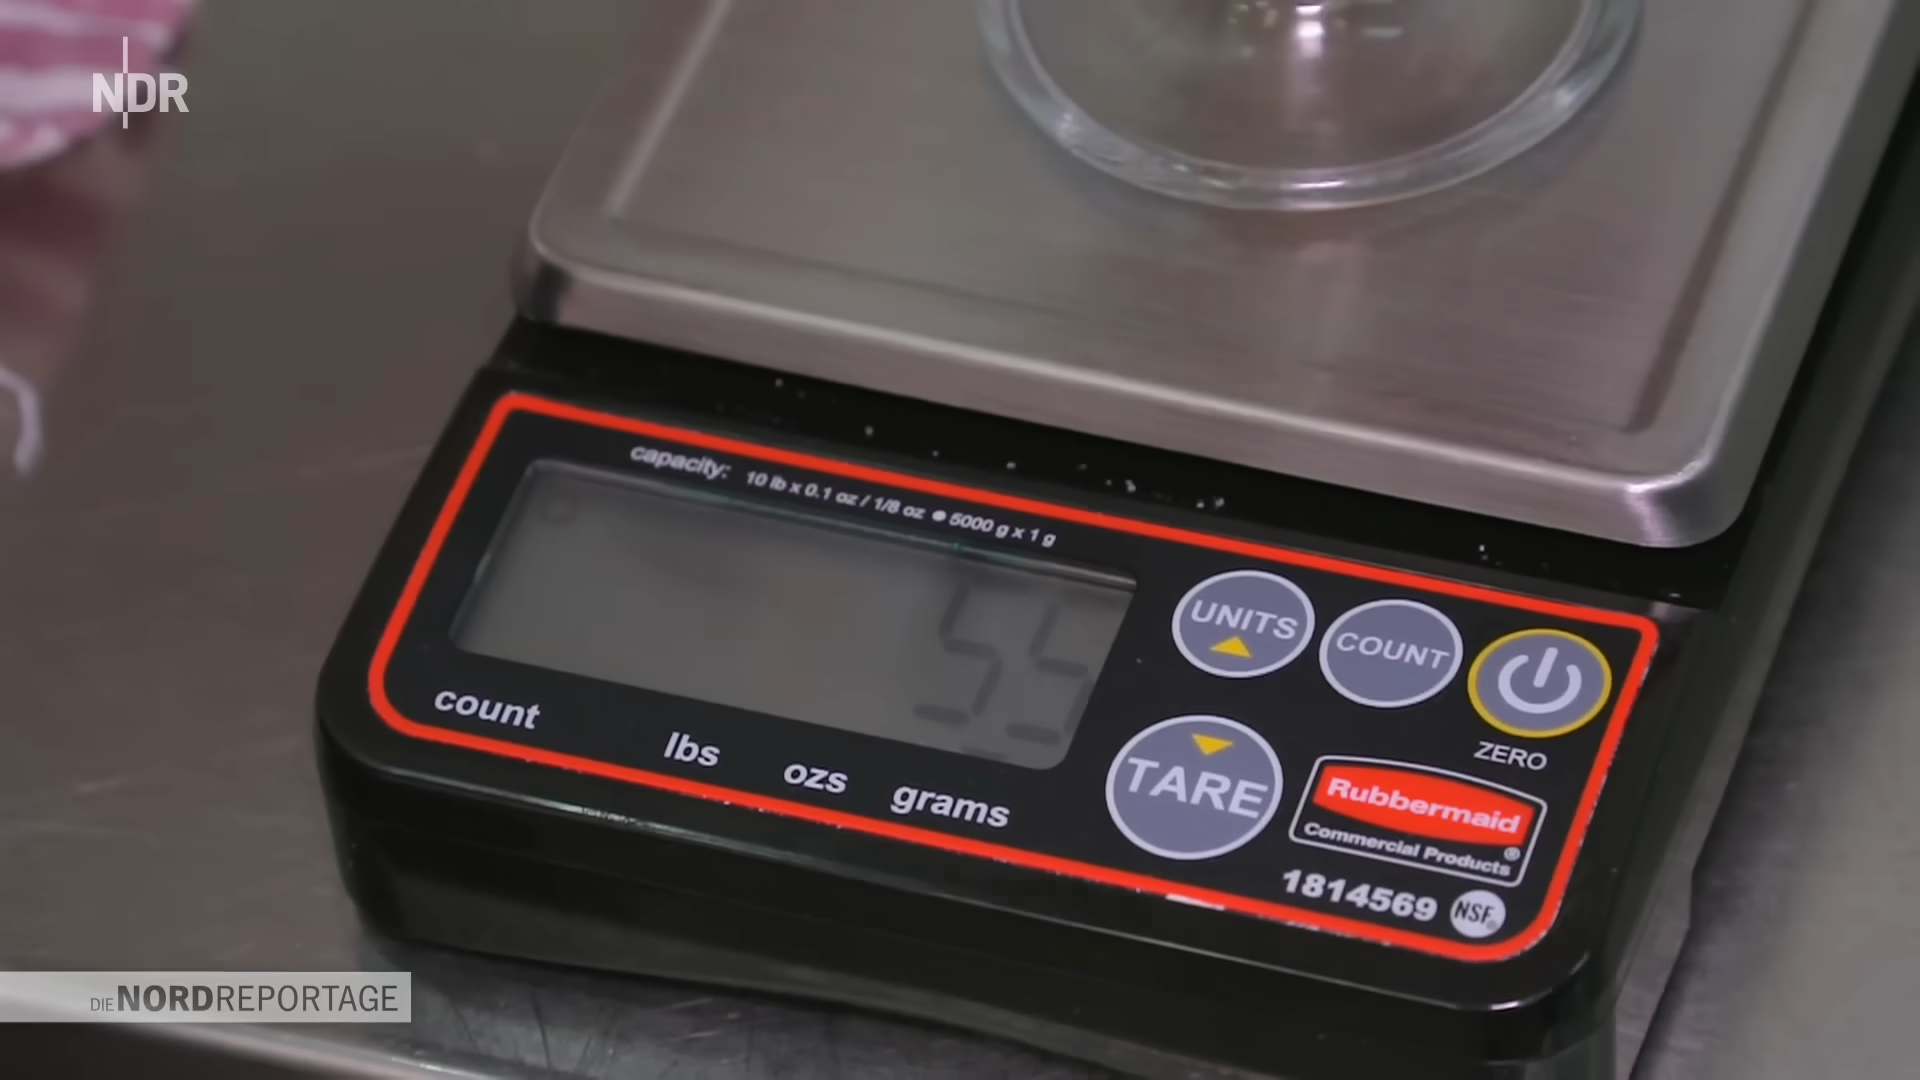 NDR
capacity: 10 lb x 0.1 oz / 1/8 oz ● 5000 g x 1 g
55
UNITS
COUNT
ZERO
TARE
count lbs ozs grams
Rubbermaid
Commercial Products®
1814569 NSF®
DIE NORDREPORTAGE